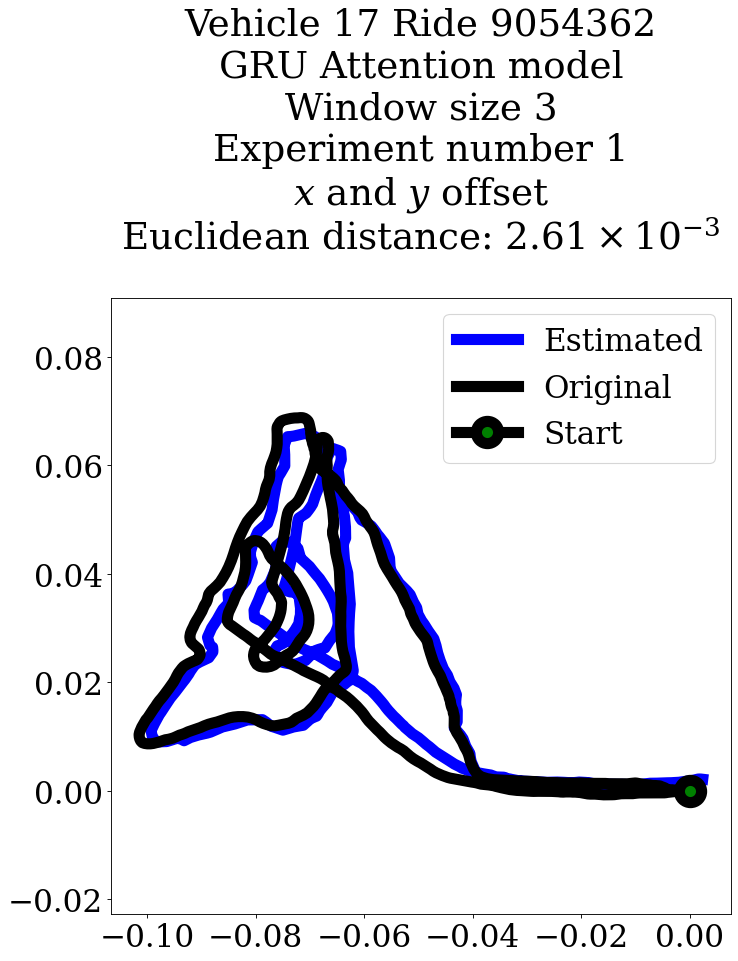 Vehicle 17 Ride 9054362
GRU Attention model
Window size 3
Experiment number 1
x and y offset
Euclidean distance: 2.61 × 10⁻³
Estimated
Original
Start
0.08
0.06
0.04
0.02
0.00
−0.02
−0.10 −0.08 −0.06 −0.04 −0.02 0.00